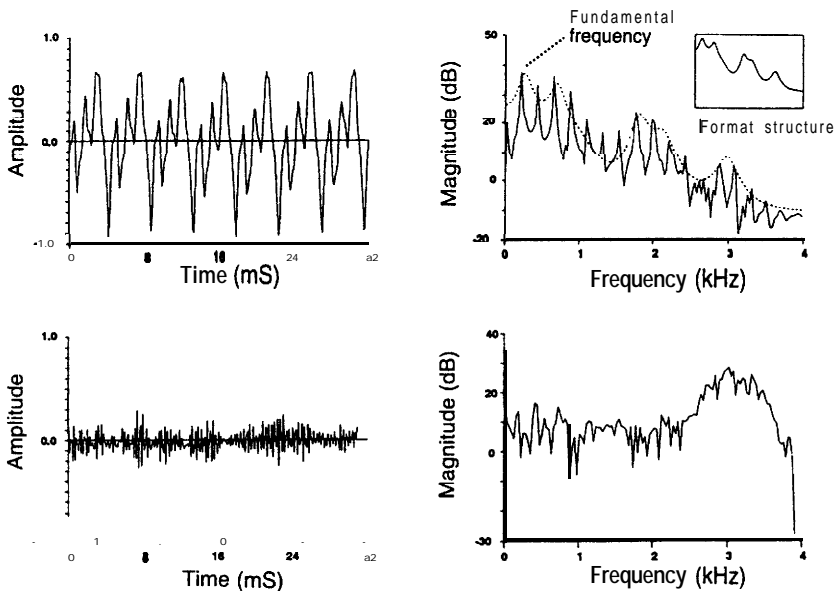 Fundamental
frequency
1.0
0.0
-1.0
Amplitude
0
8
16
24
a2
Time (mS)
50
20
0
-20
Magnitude (dB)
Format structure
0
1
2
3
4
Frequency (kHz)
1.0
0.0
Amplitude
- 1 . 0 - -
0
8
16
24
a2
Time (mS)
40
20
0
-30
Magnitude (dB)
0
1
2
3
4
Frequency (kHz)